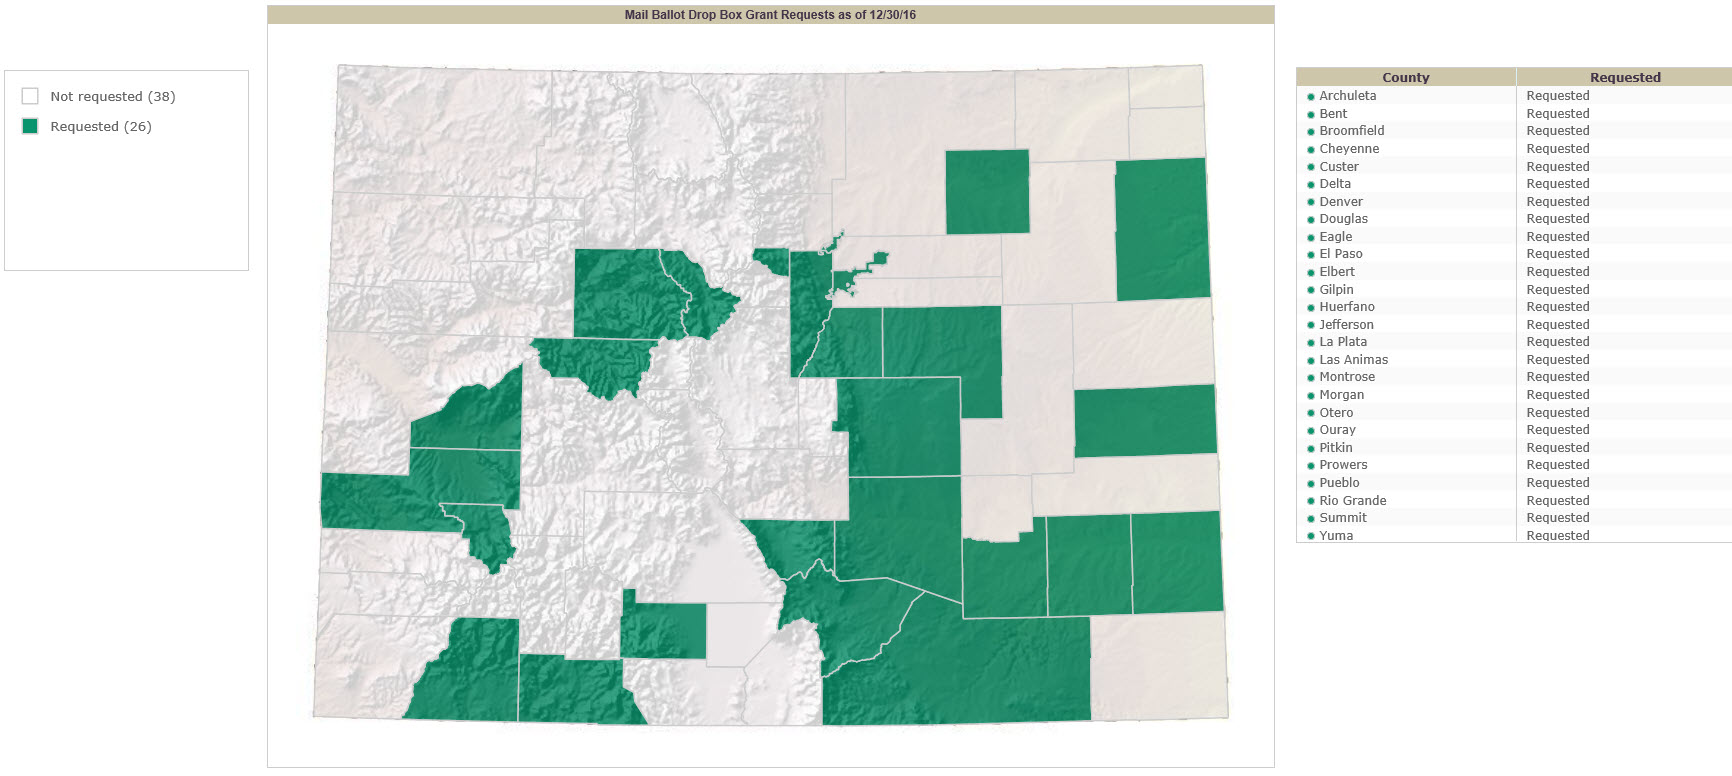 Mail Ballot Drop Box Grant Requests as of 12/30/16
Not requested (38)
Requested (26)
County Requested
Archuleta Requested
Bent Requested
Broomfield Requested
Cheyenne Requested
Custer Requested
Delta Requested
Denver Requested
Douglas Requested
Eagle Requested
El Paso Requested
Elbert Requested
Gilpin Requested
Huerfano Requested
Jefferson Requested
La Plata Requested
Las Animas Requested
Montrose Requested
Morgan Requested
Otero Requested
Ouray Requested
Pitkin Requested
Prowers Requested
Pueblo Requested
Rio Grande Requested
Summit Requested
Yuma Requested